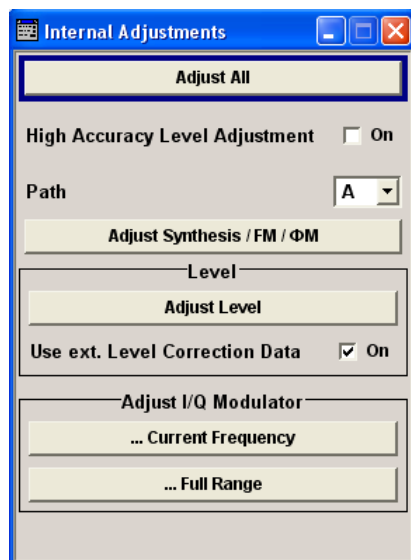 Internal Adjustments
Adjust All
High Accuracy Level Adjustment On
Path A
Adjust Synthesis / FM / ΦM
Level
Adjust Level
Use ext. Level Correction Data On
Adjust I/Q Modulator
... Current Frequency
... Full Range